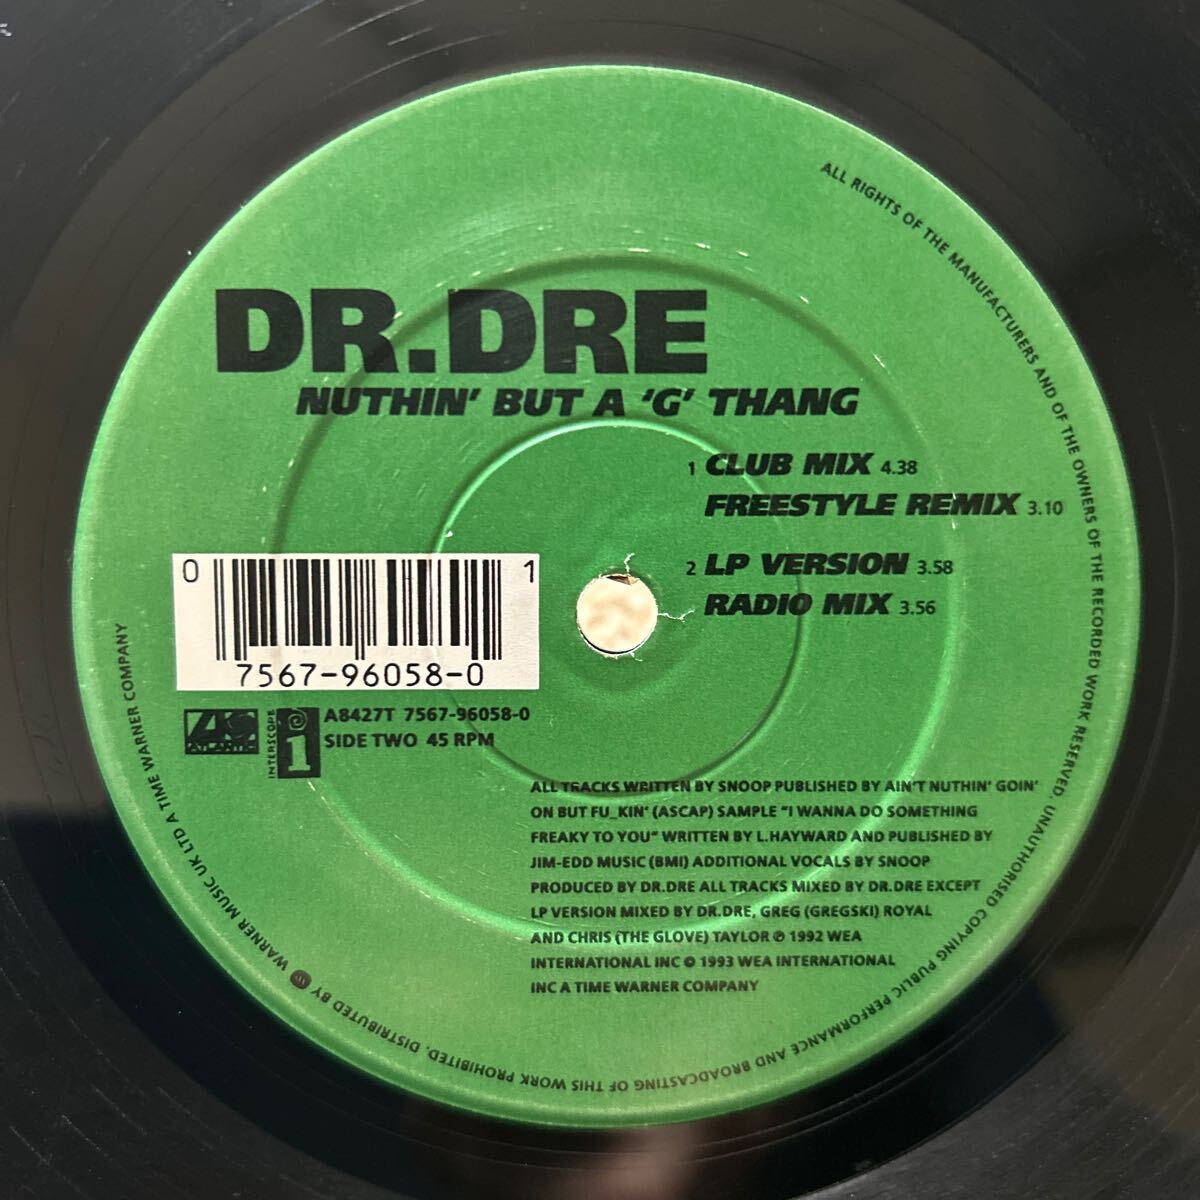 DR.DRE
NUTHIN' BUT A 'G' THANG
1 CLUB MIX 4.38
FREESTYLE REMIX 3.10
2 LP VERSION 3.58
RADIO MIX 3.56
0 1
7567-96058-0
ATLANTIC
INTERSCOPE
i
A8427T 7567-96058-0
SIDE TWO 45 RPM
ALL TRACKS WRITTEN BY SNOOP PUBLISHED BY AIN'T NUTHIN' GOIN'
ON BUT FU_KIN' (ASCAP) SAMPLE "I WANNA DO SOMETHING
FREAKY TO YOU" WRITTEN BY L.HAYWARD AND PUBLISHED BY
JIM-EDD MUSIC (BMI) ADDITIONAL VOCALS BY SNOOP
PRODUCED BY DR.DRE ALL TRACKS MIXED BY DR.DRE EXCEPT
LP VERSION MIXED BY DR.DRE, GREG (GREGSKI) ROYAL
AND CHRIS (THE GLOVE) TAYLOR ℗ 1992 WEA
INTERNATIONAL INC © 1993 WEA INTERNATIONAL
INC A TIME WARNER COMPANY
ALL RIGHTS OF THE MANUFACTURERS AND OF THE OWNERS OF THE RECORDED WORK RESERVED. UNAUTHORISED COPYING PUBLIC PERFORMANCE AND BROADCASTING OF THIS WORK PROHIBITED. DISTRIBUTED BY WARNER MUSIC UK LTD A TIME WARNER COMPANY